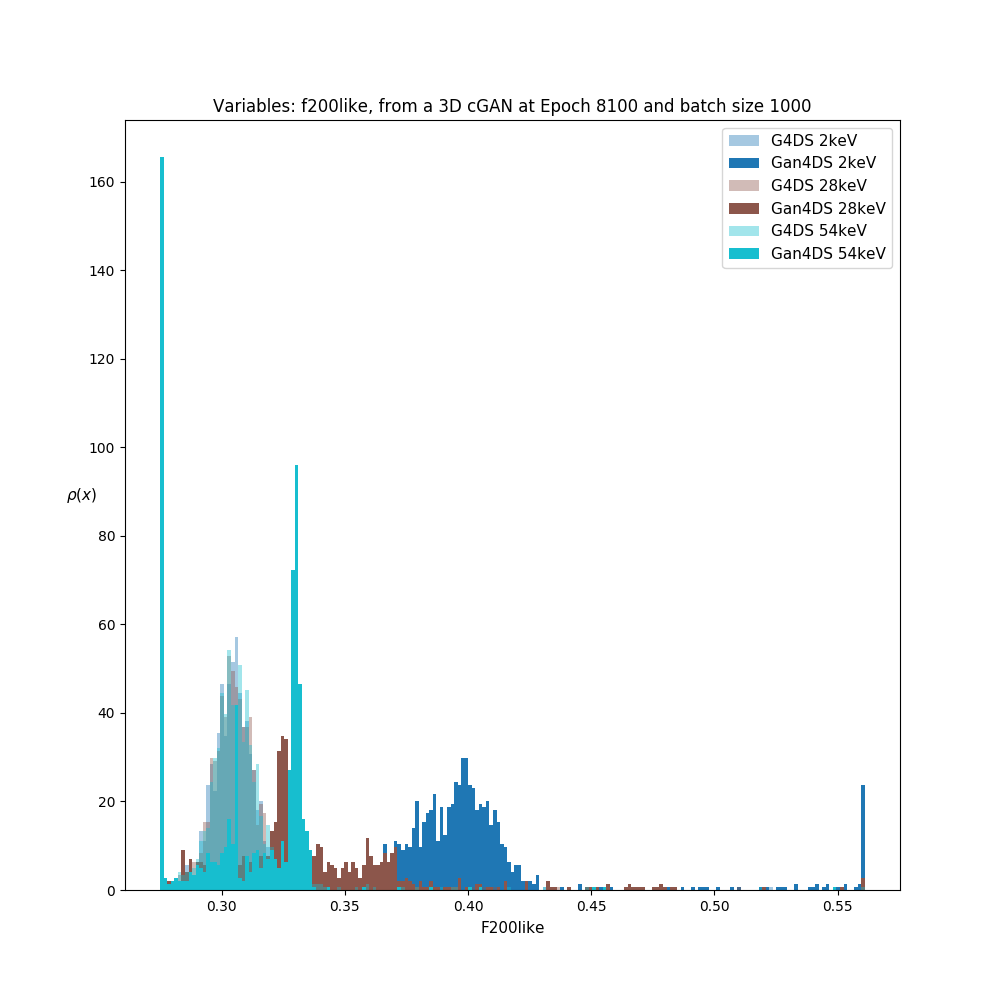 Variables: f200like, from a 3D cGAN at Epoch 8100 and batch size 1000
G4DS 2keV
Gan4DS 2keV
G4DS 28keV
Gan4DS 28keV
G4DS 54keV
Gan4DS 54keV
160
140
120
100
ρ(x)
80
60
40
20
0
0.30 0.35 0.40 0.45 0.50 0.55
F200like